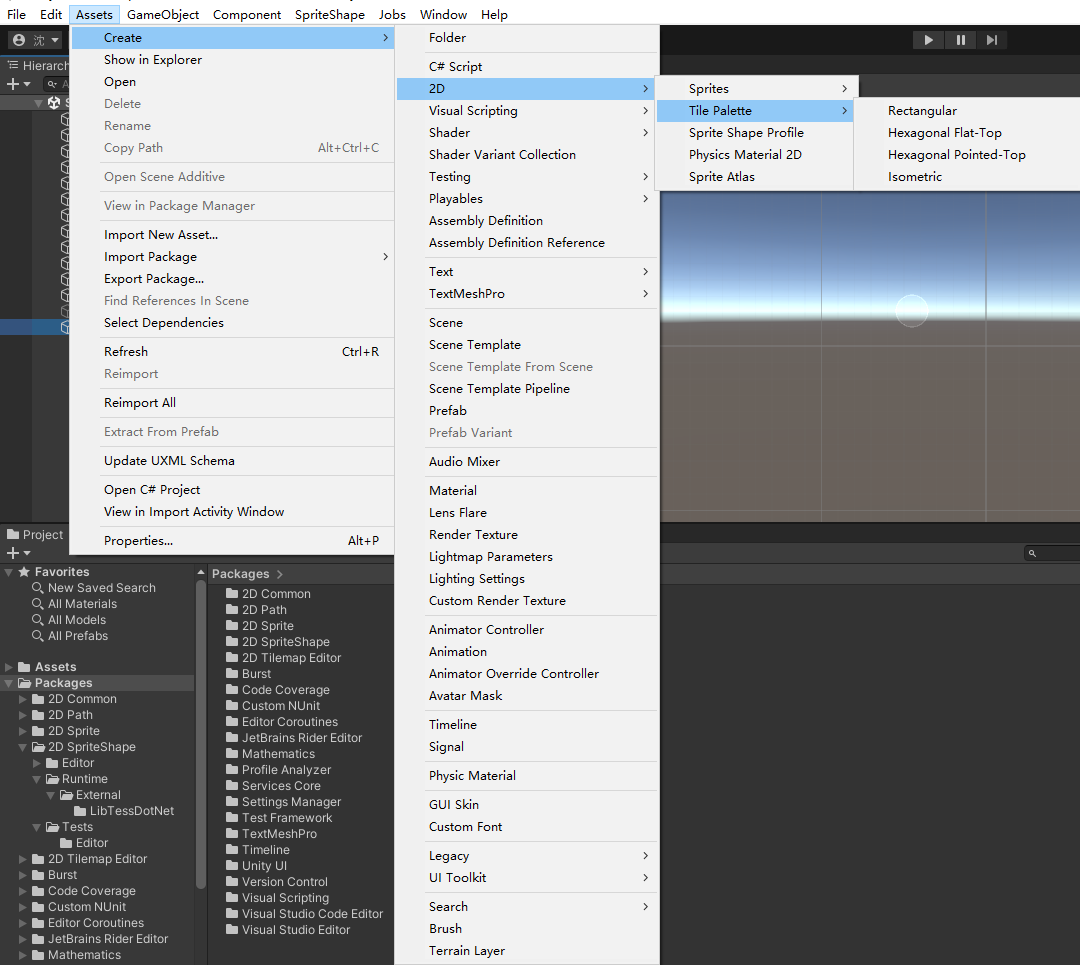 File Edit Assets GameObject Component SpriteShape Jobs Window Help
沈
Hierarch
Create
Show in Explorer
Open
Delete
Rename
Copy Path Alt+Ctrl+C
Open Scene Additive
View in Package Manager
Import New Asset...
Import Package
Export Package...
Find References In Scene
Select Dependencies
Refresh Ctrl+R
Reimport
Reimport All
Extract From Prefab
Update UXML Schema
Open C# Project
View in Import Activity Window
Properties... Alt+P
Folder
C# Script
2D
Visual Scripting
Shader
Shader Variant Collection
Testing
Playables
Assembly Definition
Assembly Definition Reference
Text
TextMeshPro
Scene
Scene Template
Scene Template From Scene
Scene Template Pipeline
Prefab
Prefab Variant
Audio Mixer
Material
Lens Flare
Render Texture
Lightmap Parameters
Lighting Settings
Custom Render Texture
Animator Controller
Animation
Animator Override Controller
Avatar Mask
Timeline
Signal
Physic Material
GUI Skin
Custom Font
Legacy
UI Toolkit
Search
Brush
Terrain Layer
Sprites
Tile Palette
Sprite Shape Profile
Physics Material 2D
Sprite Atlas
Rectangular
Hexagonal Flat-Top
Hexagonal Pointed-Top
Isometric
Project
Favorites
New Saved Search
All Materials
All Models
All Prefabs
Assets
Packages
2D Common
2D Path
2D Sprite
2D SpriteShape
Editor
Runtime
External
LibTessDotNet
Tests
Editor
2D Tilemap Editor
Burst
Code Coverage
Custom NUnit
Editor Coroutines
JetBrains Rider Editor
Mathematics
Packages
2D Common
2D Path
2D Sprite
2D SpriteShape
2D Tilemap Editor
Burst
Code Coverage
Custom NUnit
Editor Coroutines
JetBrains Rider Editor
Mathematics
Profile Analyzer
Services Core
Settings Manager
Test Framework
TextMeshPro
Timeline
Unity UI
Version Control
Visual Scripting
Visual Studio Code Editor
Visual Studio Editor